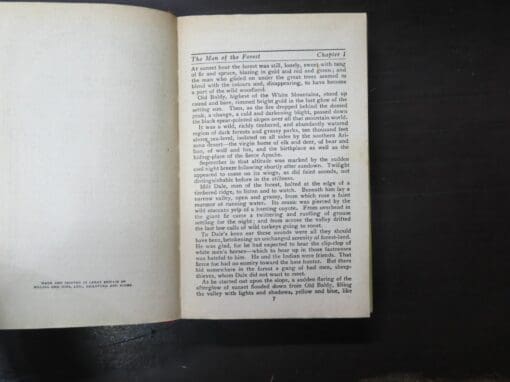 MADE AND PRINTED IN GREAT BRITAIN BY
The Man of the Forest Chapter 1
At sunset hour the forest was still, lonely, sweet with tang
of fir and spruce, blazing in gold and red and green; and
the man who glided on under the great trees seemed to
blend with the colours and, disappearing, to have become
a part of the wild woodland.
Old Baldy, highest of the White Mountains, stood up
round and bare, rimmed bright gold in the last glow of the
setting sun. Then, as the fire dropped behind the domed
peak, a change, a cold and darkening blight, passed down
the black spear-pointed slopes over all that mountain world.
It was a wild, richly timbered, and abundantly watered
region of dark forests and grassy parks, ten thousand feet
above sea-level, isolated on all sides by the southern Ari-
zona desert—the virgin home of elk and deer, of bear and
lion, of wolf and fox, and the birthplace as well as the
hiding-place of the fierce Apache.
September in that altitude was marked by the sudden
cool night breeze following shortly after sundown. Twilight
appeared to come on its wings, as did faint sounds, not
distinguishable before in the stillness.
Milt Dale, man of the forest, halted at the edge of a
timbered ridge, to listen and to watch. Beneath him lay a
narrow valley, open and grassy, from which rose a faint
murmur of running water. Its music was pierced by the
wild staccato yelp of a hunting coyote. From overhead in
the giant fir came a twittering and rustling of grouse
settling for the night; and from across the valley drifted
the last low calls of wild turkeys going to roost.
To Dale's keen ear these sounds were all they should
have been, betokening an unchanged serenity of forest-land.
He was glad, for he had expected to hear the clip-clop of
white men's horses—which to hear up in those fastnesses
was hateful to him. He and the Indian were friends. That
fierce foe had no enmity toward the lone hunter. But there
hid somewhere in the forest a gang of bad men, sheep-
thieves, whom Dale did not want to meet.
As he started out upon the slope, a sudden flaring of the
afterglow of sunset flooded down from Old Baldy, filling
the valley with lights and shadows, yellow and blue, like
7